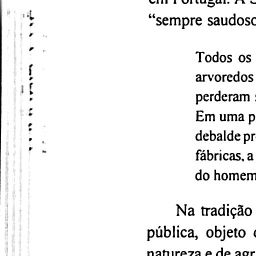 em Portugal. A
“sempre saudoso
Todos os
arvoredos
perderam
Em uma p
debalde pr
fábricas, a
do homem
Na tradição
pública, objeto
natureza e de agr